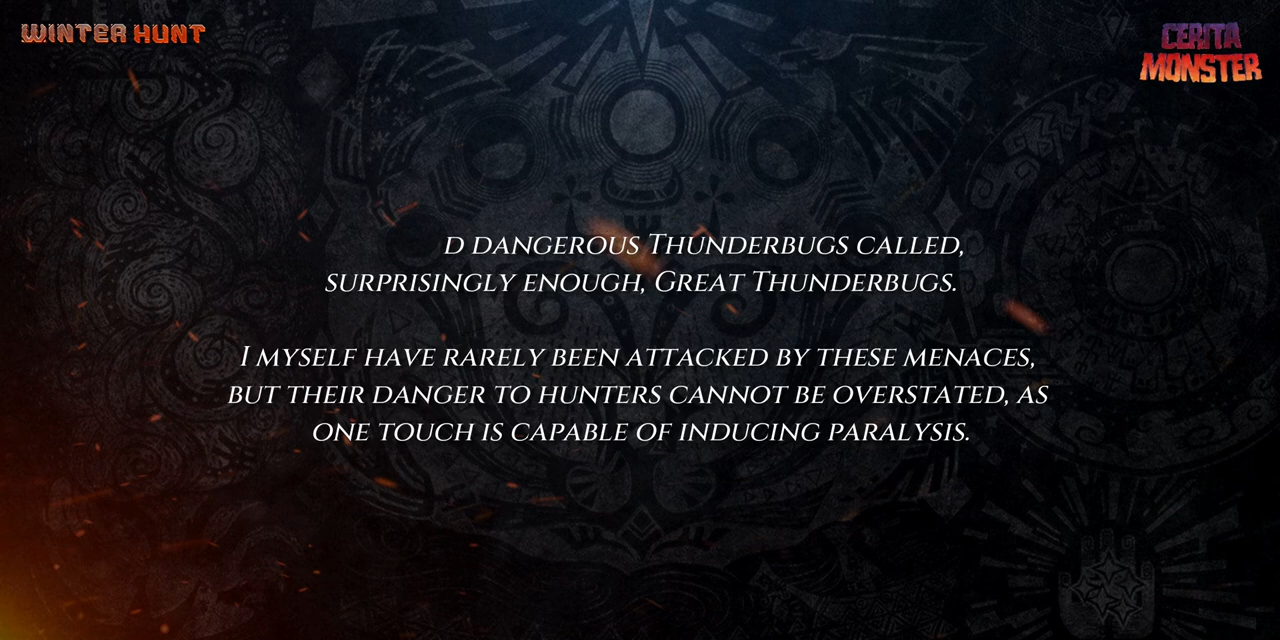 WINTER HUNT
CERITA
MONSTER
D DANGEROUS THUNDERBUGS CALLED,
SURPRISINGLY ENOUGH, GREAT THUNDERBUGS.
I MYSELF HAVE RARELY BEEN ATTACKED BY THESE MENACES,
BUT THEIR DANGER TO HUNTERS CANNOT BE OVERSTATED, AS
ONE TOUCH IS CAPABLE OF INDUCING PARALYSIS.